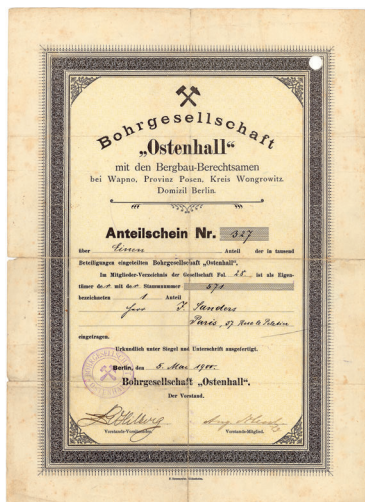 Bohrgesellschaft
„Ostenhall“
mit den Bergbau-Berechtsamen
bei Wapno, Provinz Posen, Kreis Wongrowitz.
Domizil Berlin.
Anteilschein Nr. 327
über Einen Anteil der in tausend
Beteiligungen eingeteilten Bohrgesellschaft „Ostenhall“.
Im Mitglieder-Verzeichnis der Gesellschaft Fol. 28 ist als Eigen-
tümer des mit der Stammnummer 571
bezeichneten 1 Anteil
Herr J. Sanders
Paris, 57 Rue
eingetragen.
Urkundlich unter Siegel und Unterschrift ausgefertigt.
Berlin, den 5. Mai
Bohrgesellschaft „Ostenhall“.
Der Vorstand.
Vorstands-Vorsitzender.
Vorstands-Mitglied.